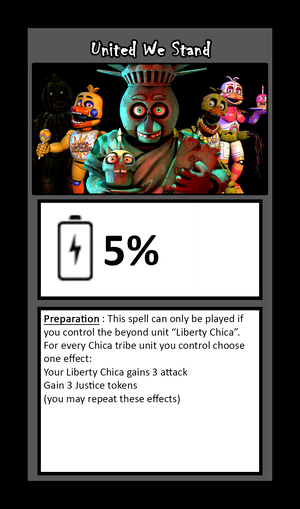 United We Stand
5%
Preparation : This spell can only be played if
you control the beyond unit “Liberty Chica”.
For every Chica tribe unit you control choose
one effect:
Your Liberty Chica gains 3 attack
Gain 3 Justice tokens
(you may repeat these effects)